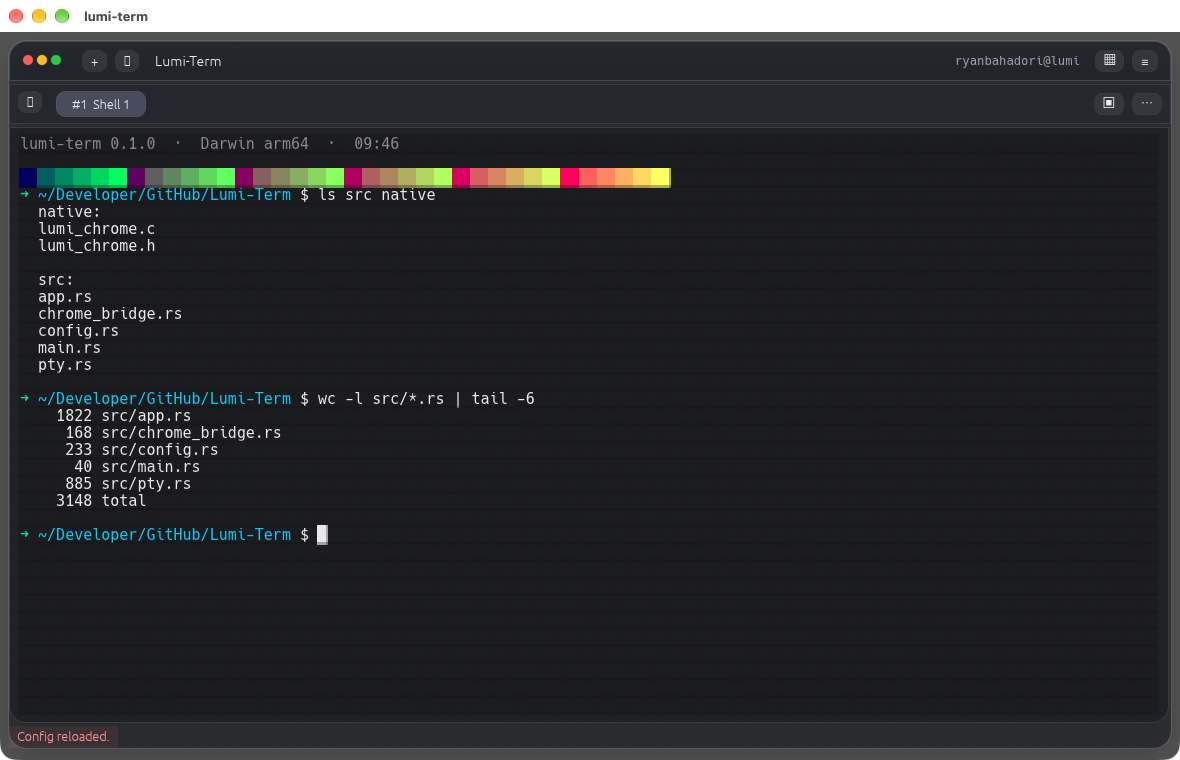 lumi-term
+ Lumi-Term ryanbahadori@lumi
#1 Shell 1
lumi-term 0.1.0 · Darwin arm64 · 09:46
➜ ~/Developer/GitHub/Lumi-Term $ ls src native
native:
lumi_chrome.c
lumi_chrome.h
src:
app.rs
chrome_bridge.rs
config.rs
main.rs
pty.rs
➜ ~/Developer/GitHub/Lumi-Term $ wc -l src/*.rs | tail -6
1822 src/app.rs
168 src/chrome_bridge.rs
233 src/config.rs
40 src/main.rs
885 src/pty.rs
3148 total
➜ ~/Developer/GitHub/Lumi-Term $
Config reloaded.